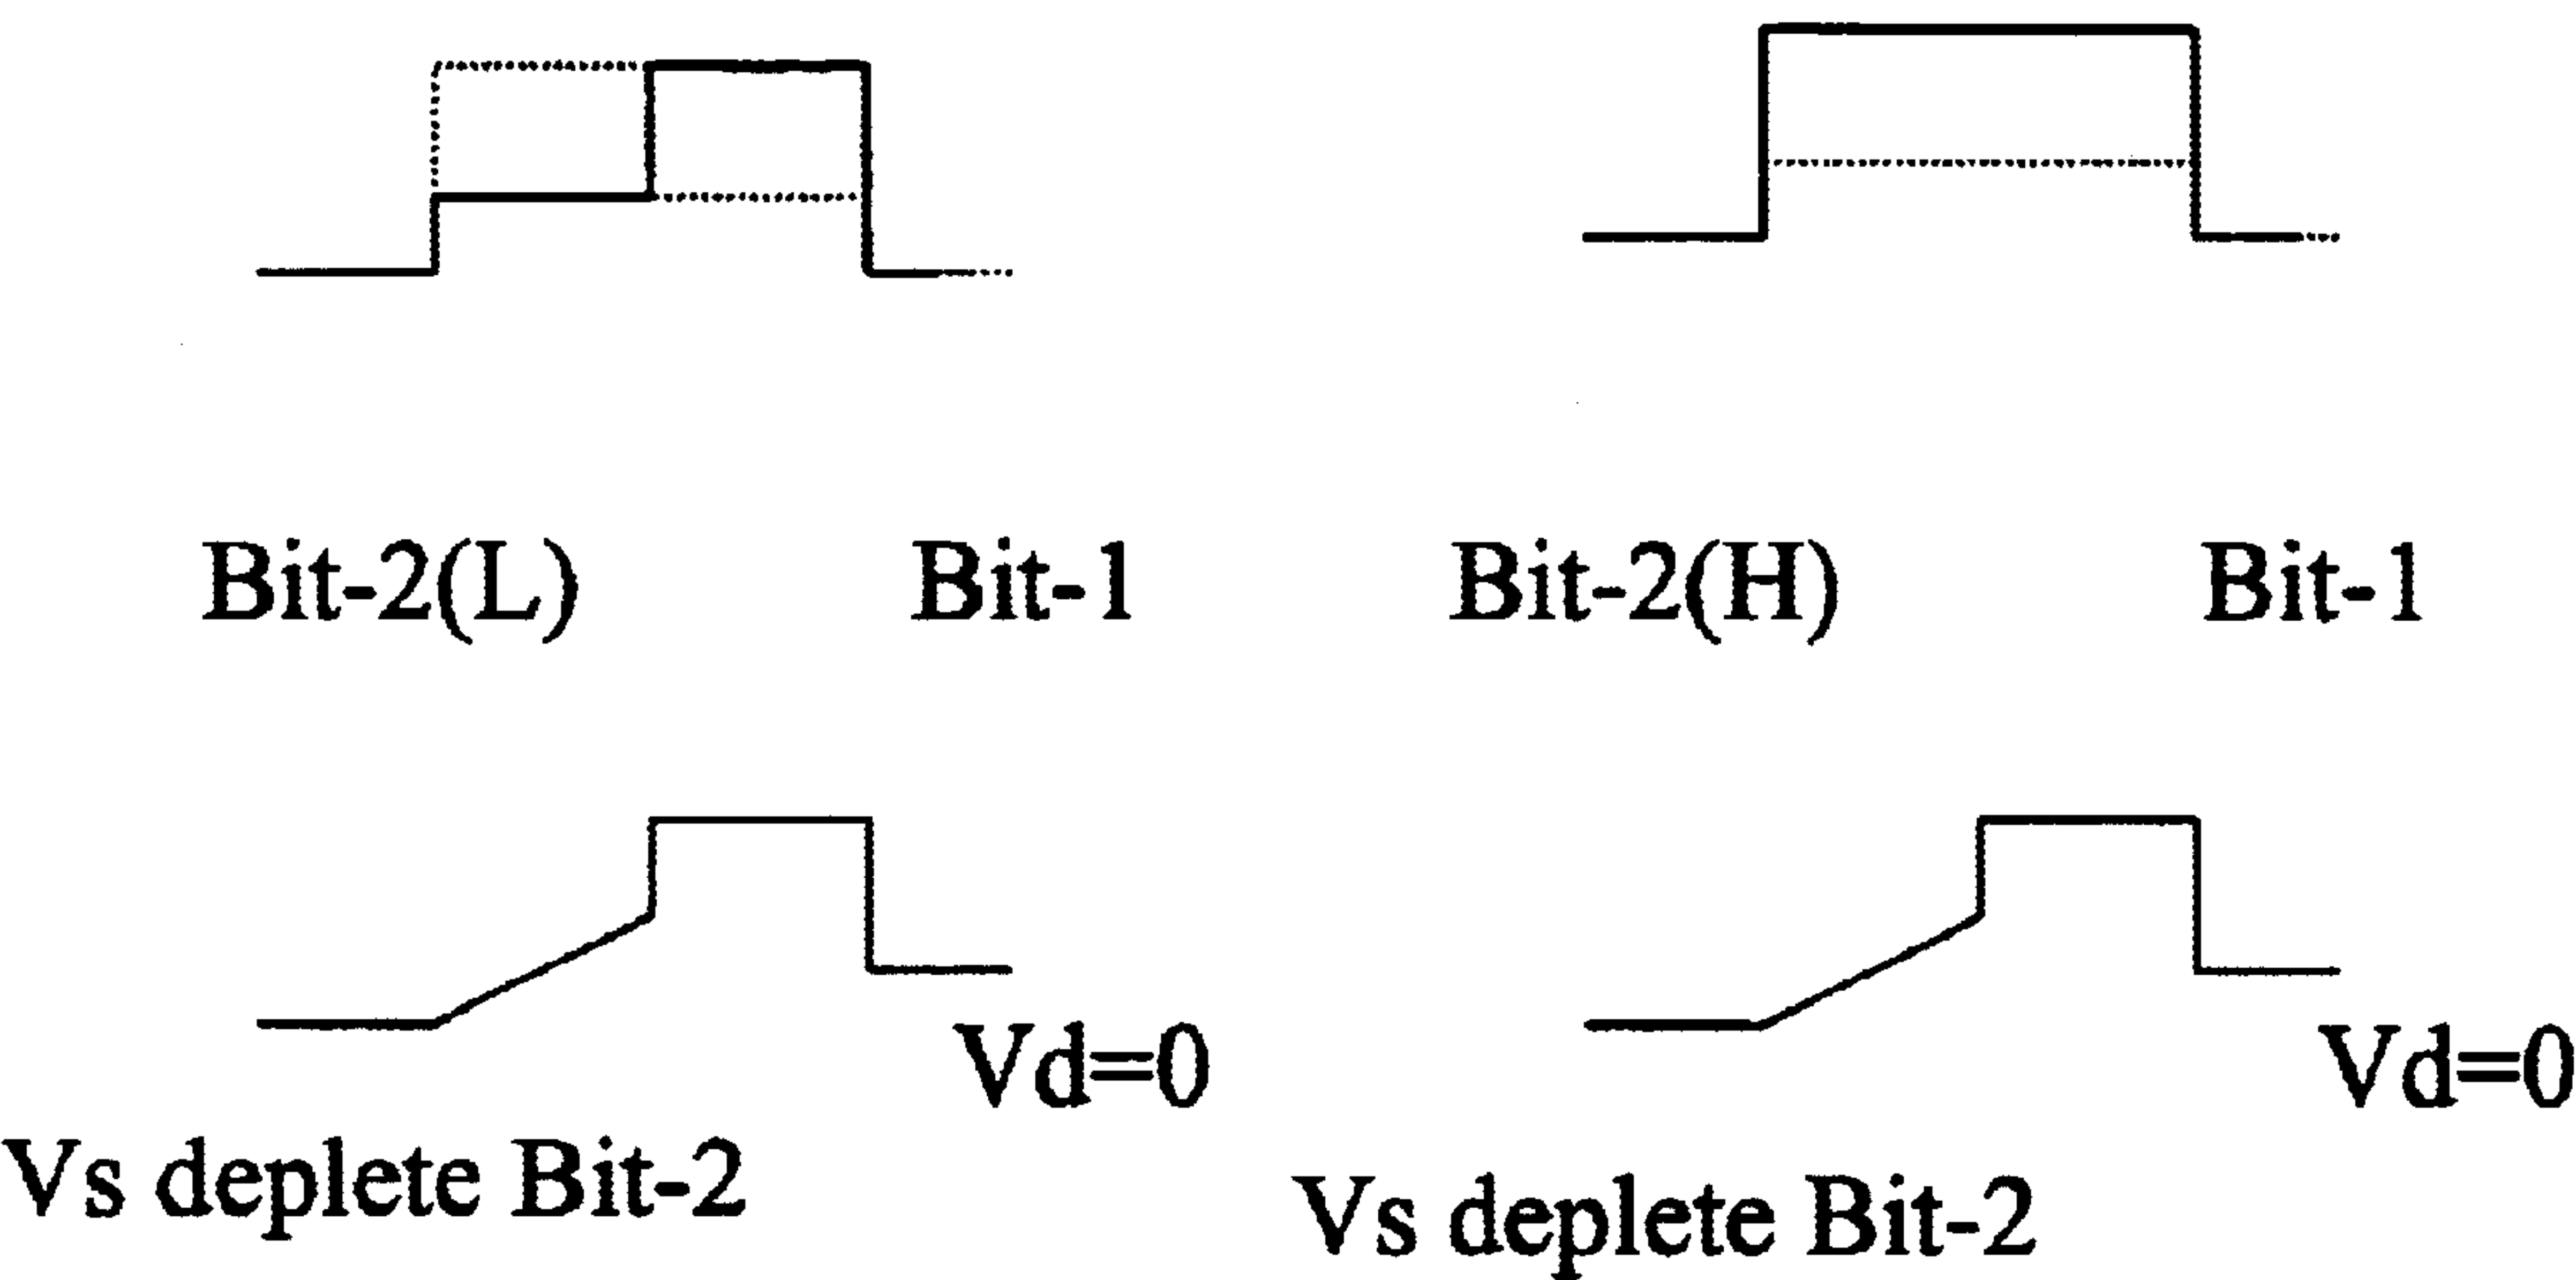 Bit-2(L)
Bit-1
Bit-2(H)
Bit-1
Vd=0
Vs deplete Bit-2
Vd=0
Vs deplete Bit-2